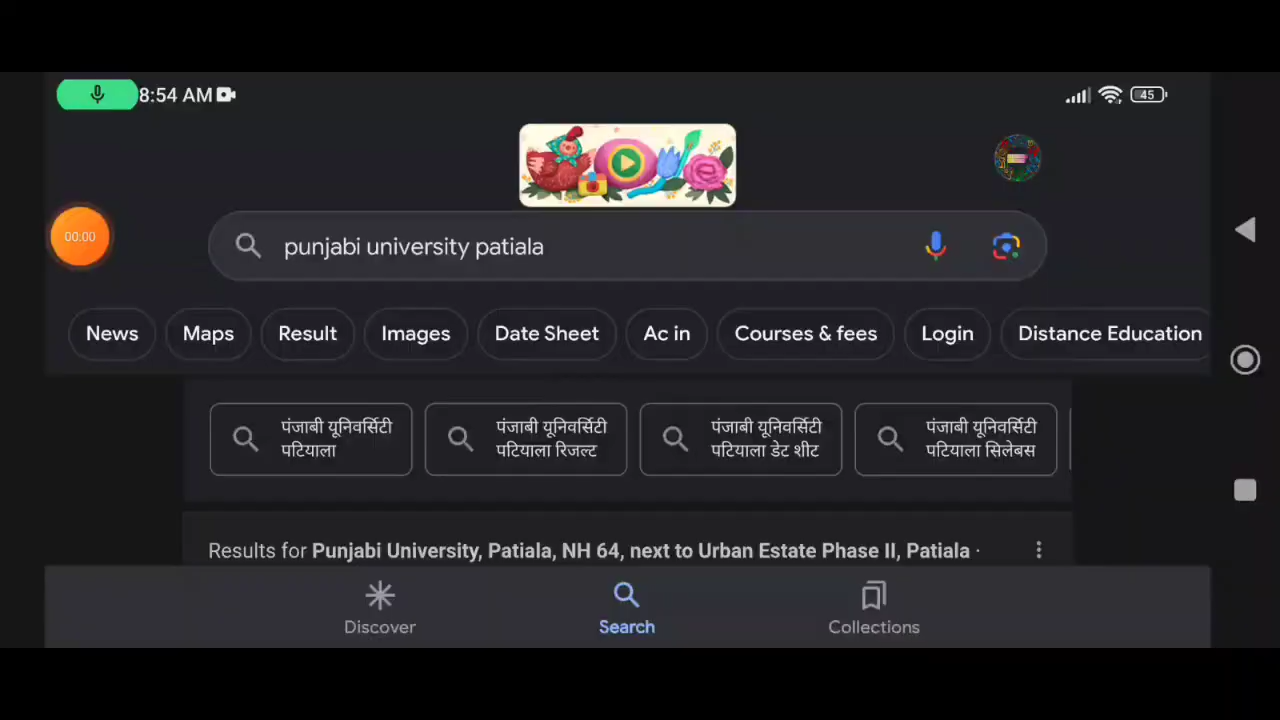 8:54 AM
45
00:00
punjabi university patiala
News
Maps
Result
Images
Date Sheet
Ac in
Courses & fees
Login
Distance Education
पंजाबी यूनिवर्सिटी
पटियाला
पंजाबी यूनिवर्सिटी
पटियाला रिजल्ट
पंजाबी यूनिवर्सिटी
पटियाला डेट शीट
पंजाबी यूनिवर्सिटी
पटियाला सिलेबस
Results for Punjabi University, Patiala, NH 64, next to Urban Estate Phase II, Patiala ·
Discover
Search
Collections